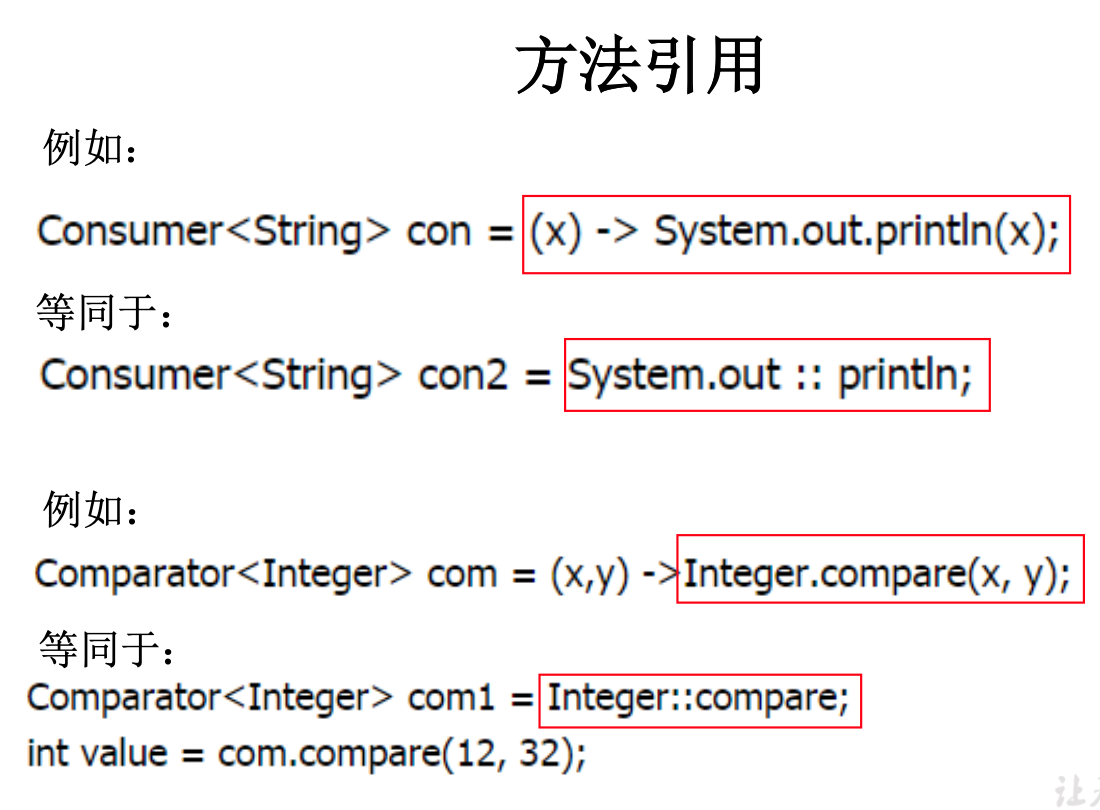 方法引用
例如：
Consumer<String> con = (x) -> System.out.println(x);
等同于：
Consumer<String> con2 = System.out :: println;
例如：
Comparator<Integer> com = (x,y) ->Integer.compare(x, y);
等同于：
Comparator<Integer> com1 = Integer::compare;
int value = com.compare(12, 32);
让